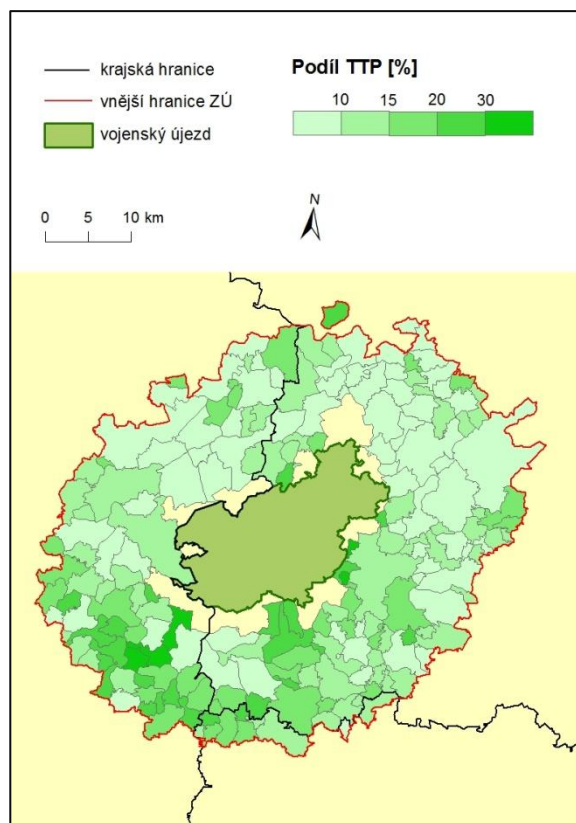 krajská hranice
vnější hranice ZÚ
vojenský újezd
Podíl TTP [%]
10 15 20 30
0 5 10 km
N